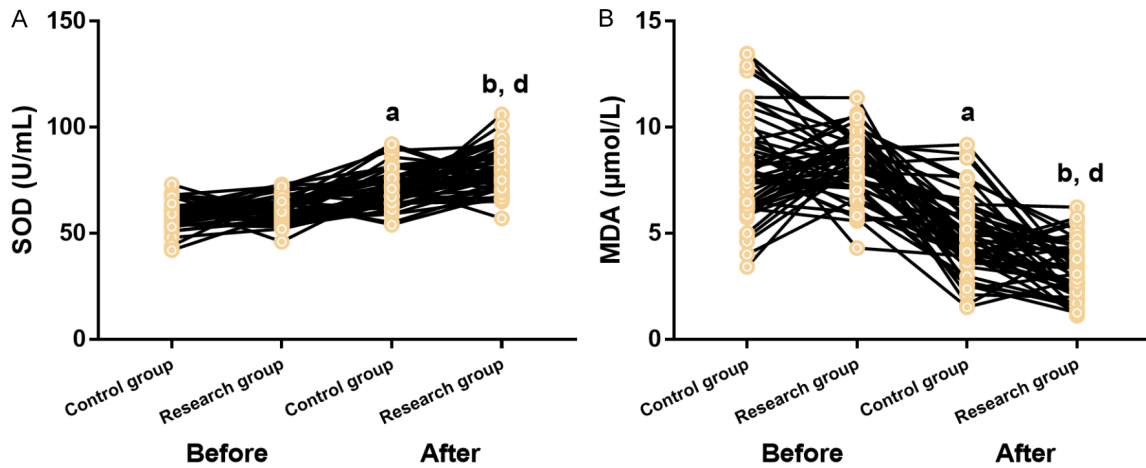 A
SOD (U/mL)
150
100
50
0
a
b, d
Control group
Research group
Control group
Research group
Before
After
B
MDA (μmol/L)
15
10
5
0
a
b, d
Control group
Research group
Control group
Research group
Before
After